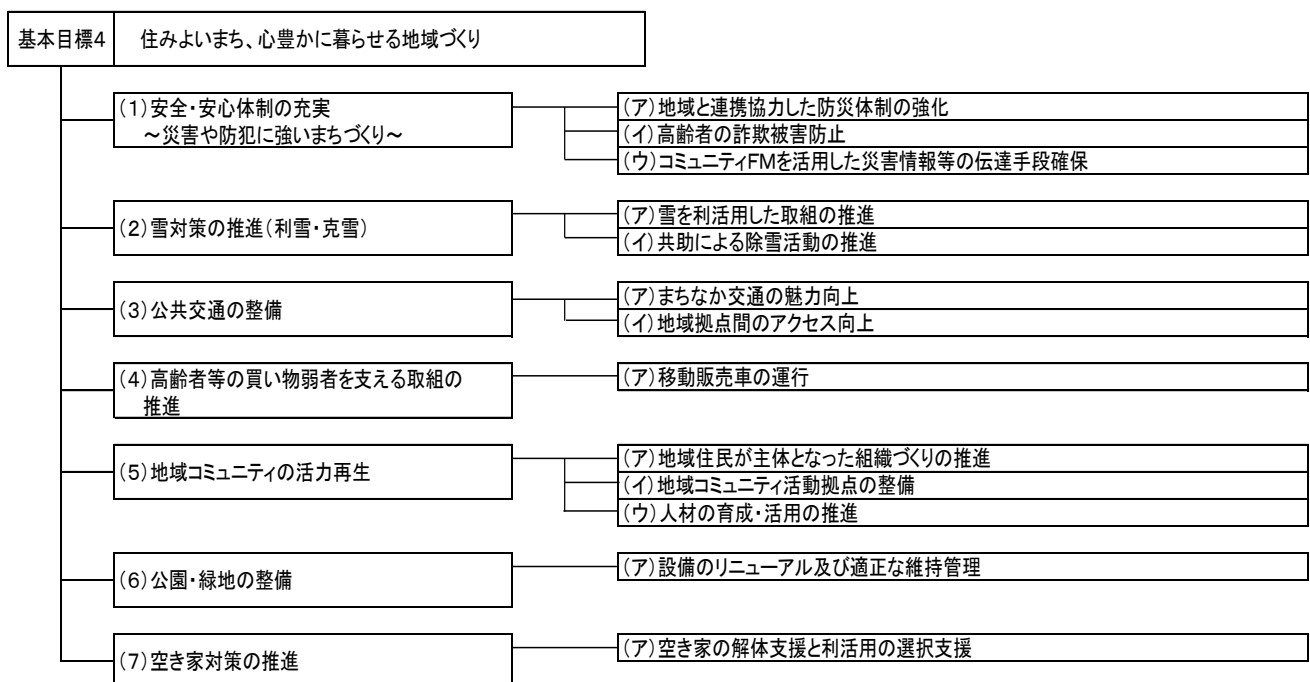 基本目標4 住みよいまち、心豊かに暮らせる地域づくり
(1)安全・安心体制の充実
～災害や防犯に強いまちづくり～
(ア)地域と連携協力した防災体制の強化
(イ)高齢者の詐欺被害防止
(ウ)コミュニティFMを活用した災害情報等の伝達手段確保
(2)雪対策の推進(利雪・克雪)
(ア)雪を利活用した取組の推進
(イ)共助による除雪活動の推進
(3)公共交通の整備
(ア)まちなか交通の魅力向上
(イ)地域拠点間のアクセス向上
(4)高齢者等の買い物弱者を支える取組の
推進
(ア)移動販売車の運行
(5)地域コミュニティの活力再生
(ア)地域住民が主体となった組織づくりの推進
(イ)地域コミュニティ活動拠点の整備
(ウ)人材の育成・活用の推進
(6)公園・緑地の整備
(ア)設備のリニューアル及び適正な維持管理
(7)空き家対策の推進
(ア)空き家の解体支援と利活用の選択支援